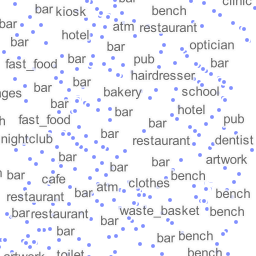 clinic
bar kiosk bench
bar
atm restaurant
hotel
bar bar optician
fast_food bar pub bar
hairdresser
bar bar bakery school
bar bar hotel
fast_food bar pub
nightclub bar restaurant dentist
bar bar bar artwork
bar cafe bench
bar atm clothes bench
restaurant
bar restaurant bar waste_basket bench
bar bar bench
toilet bench